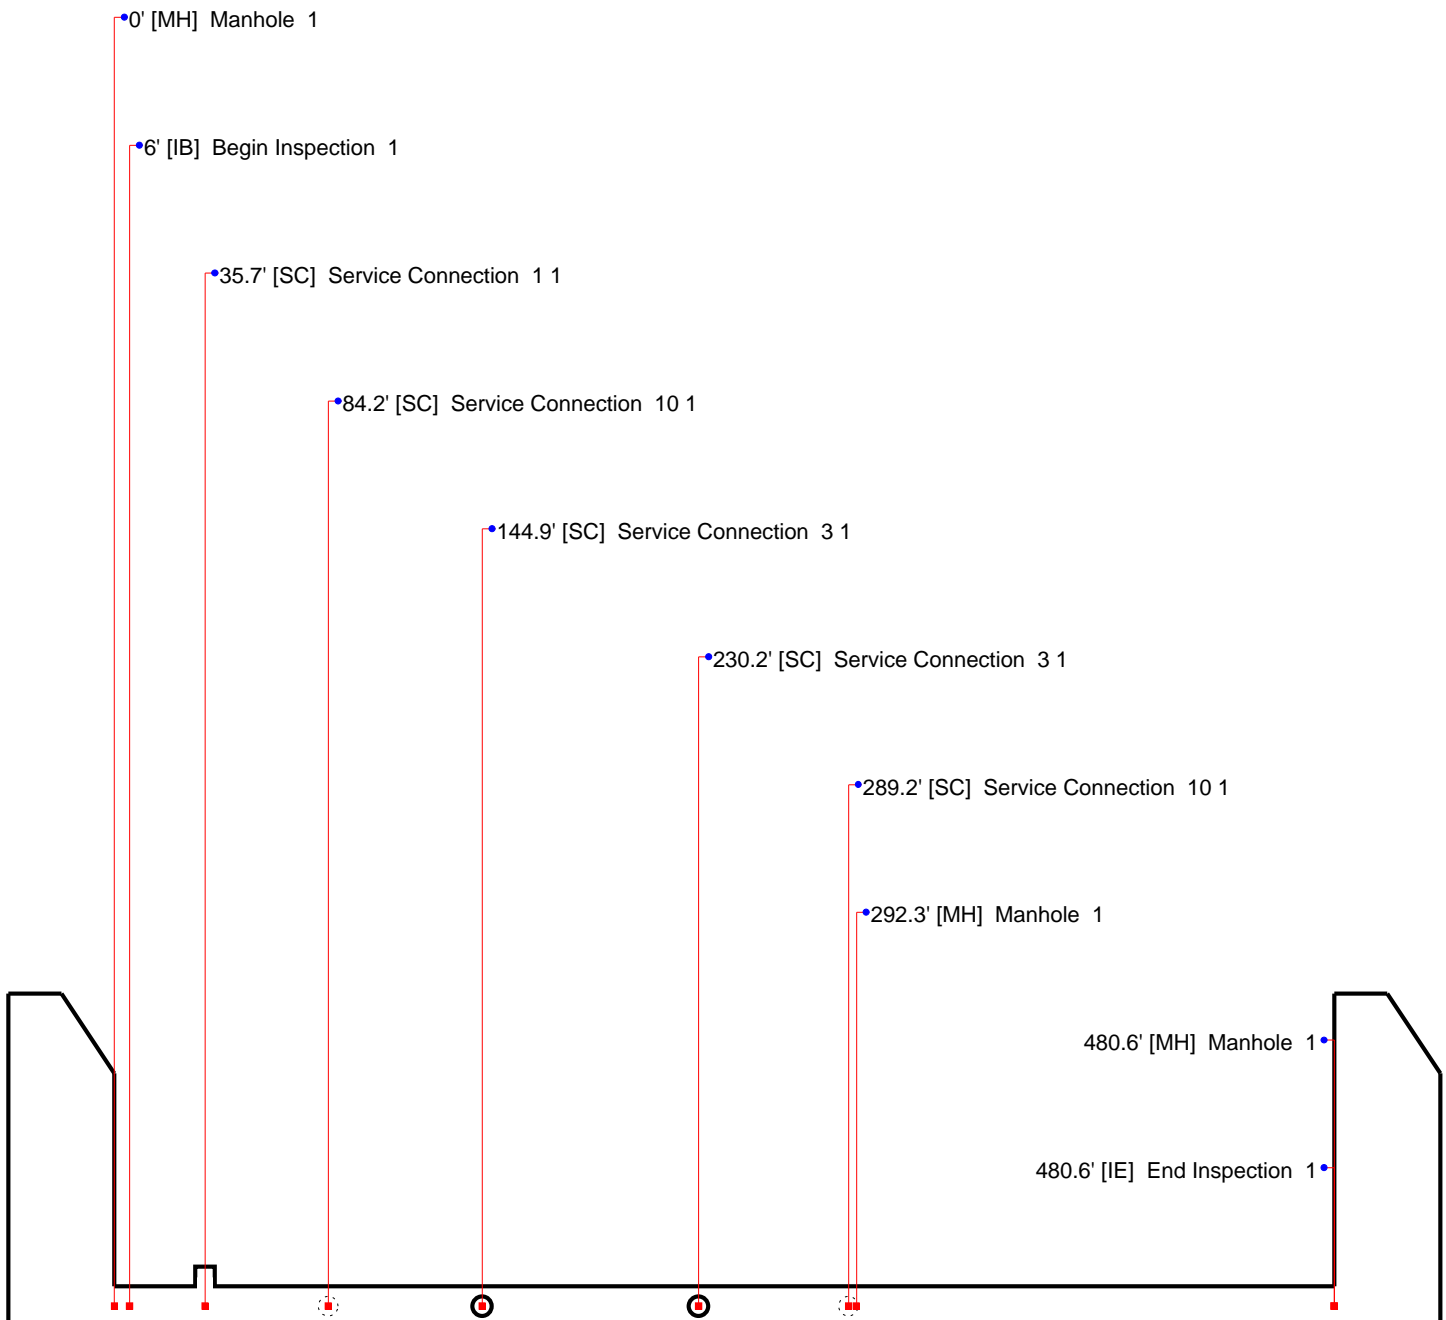 0' [MH]  Manhole  1
6' [IB]  Begin Inspection  1
35.7' [SC]  Service Connection  1 1
84.2' [SC]  Service Connection  10 1
144.9' [SC]  Service Connection  3 1
230.2' [SC]  Service Connection  3 1
289.2' [SC]  Service Connection  10 1
292.3' [MH]  Manhole  1
480.6' [MH]  Manhole  1
480.6' [IE]  End Inspection  1